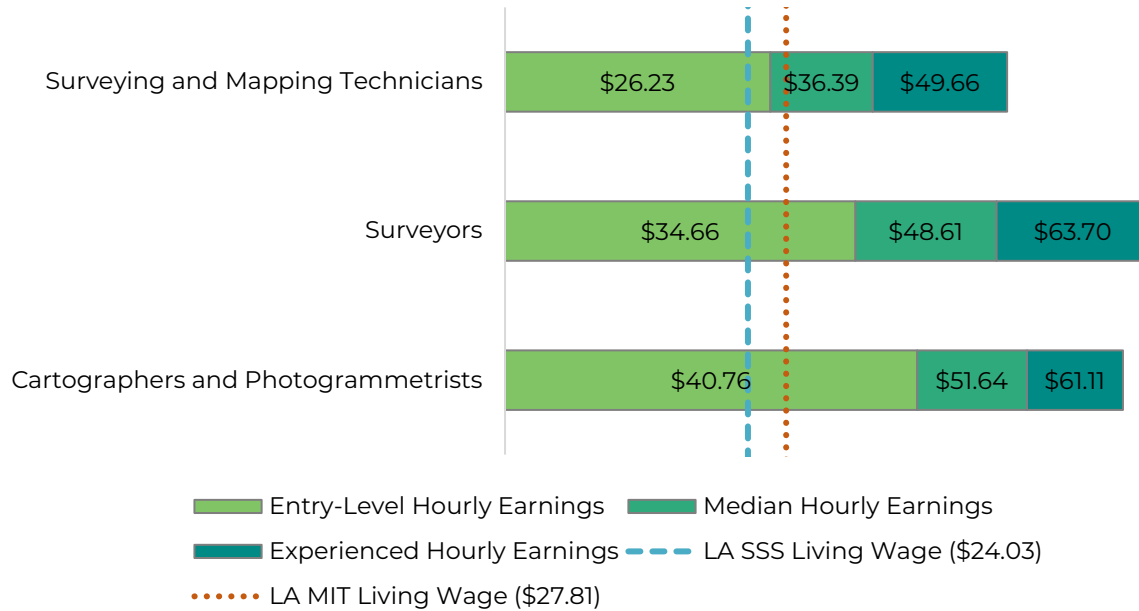 Surveying and Mapping Technicians
$26.23
$36.39
$49.66
Surveyors
$34.66
$48.61
$63.70
Cartographers and Photogrammetrists
$40.76
$51.64
$61.11
Entry-Level Hourly Earnings
Median Hourly Earnings
Experienced Hourly Earnings
LA SSS Living Wage ($24.03)
LA MIT Living Wage ($27.81)